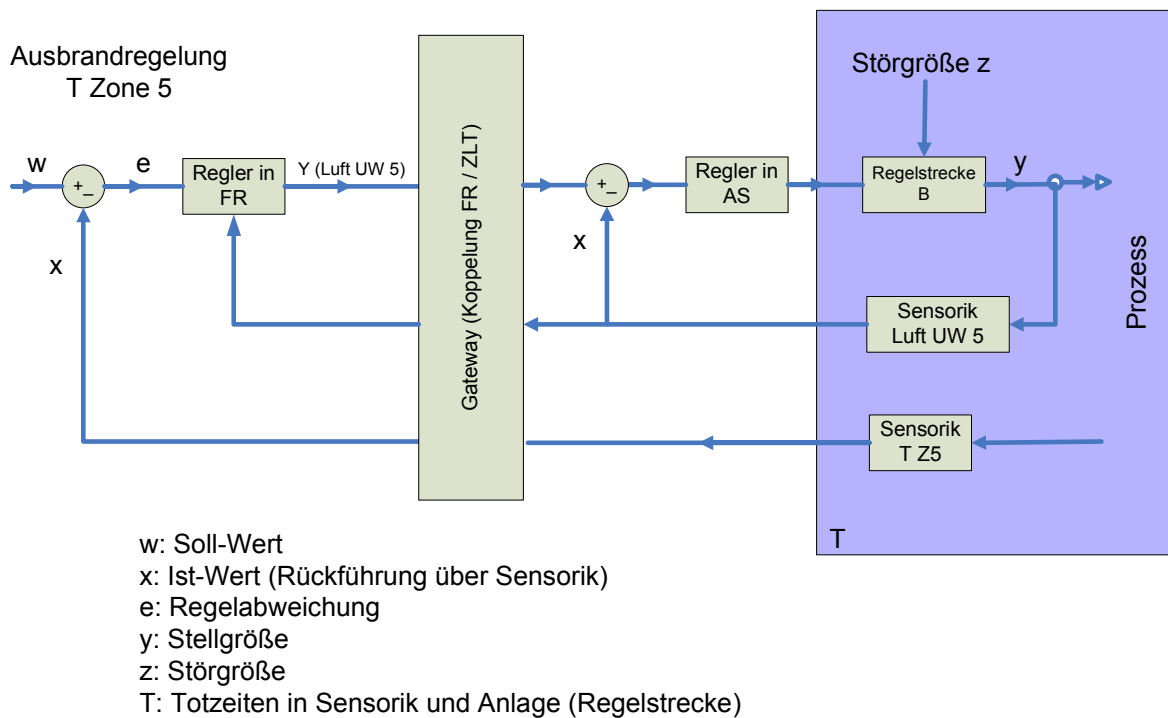 Ausbrandregelung
T Zone 5
Störgröße z
w
+
_
e
Regler in
FR
Y (Luft UW 5)
Gateway (Koppelung FR / ZLT)
+
_
Regler in
AS
Regelstrecke
B
y
x
x
Sensorik
Luft UW 5
Prozess
Sensorik
T Z5
T
w: Soll-Wert
x: Ist-Wert (Rückführung über Sensorik)
e: Regelabweichung
y: Stellgröße
z: Störgröße
T: Totzeiten in Sensorik und Anlage (Regelstrecke)